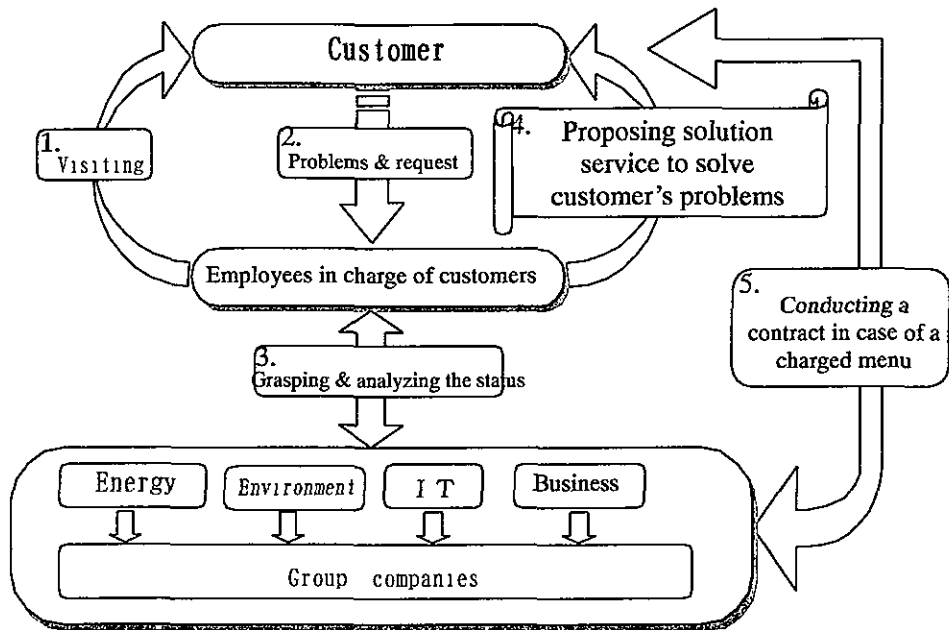 Customer
1.
Visiting
2.
Problems & request
4.
Proposing solution
service to solve
customer's problems
Employees in charge of customers
3.
Grasping & analyzing the status
5.
Conducting a
contract in case of a
charged menu
Energy
Environment
IT
Business
Group companies